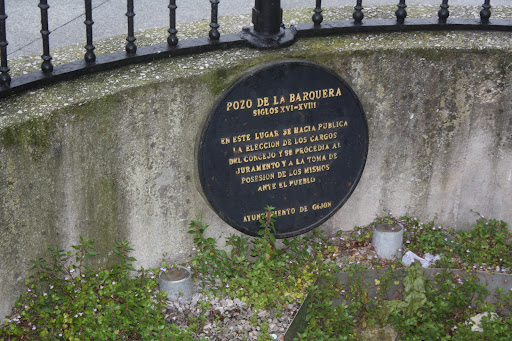 POZO DE LA BARQUERA
SIGLOS XVI-XVIII
EN ESTE LUGAR SE HACIA PUBLICA
LA ELECCION DE LOS CARGOS
DEL CONCEJO Y SE PROCEDIA AL
JURAMENTO Y A LA TOMA DE
POSESION DE LOS MISMOS
ANTE EL PUEBLO
AYUNTAMIENTO DE GIJON